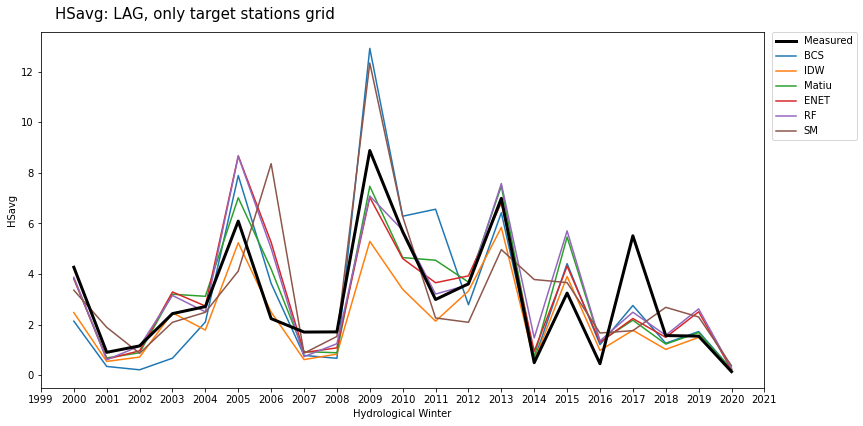 HSavg: LAG, only target stations grid
Measured
BCS
IDW
Matiu
ENET
RF
SM
12
10
8
6
4
2
0
HSavg
1999 2000 2001 2002 2003 2004 2005 2006 2007 2008 2009 2010 2011 2012 2013 2014 2015 2016 2017 2018 2019 2020 2021
Hydrological Winter